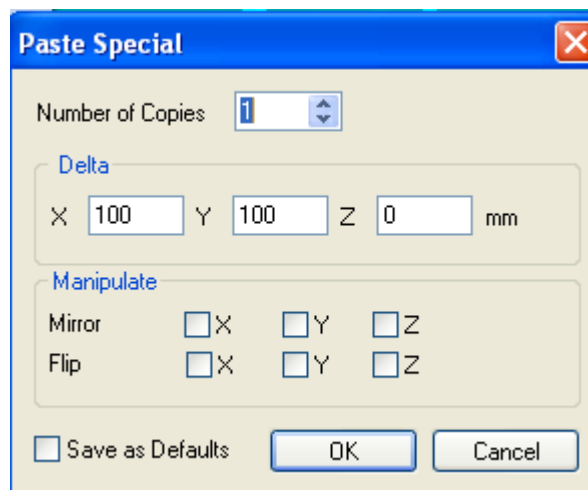 Paste Special
Number of Copies 1
Delta
X 100 Y 100 Z 0 mm
Manipulate
Mirror X Y Z
Flip X Y Z
Save as Defaults OK Cancel